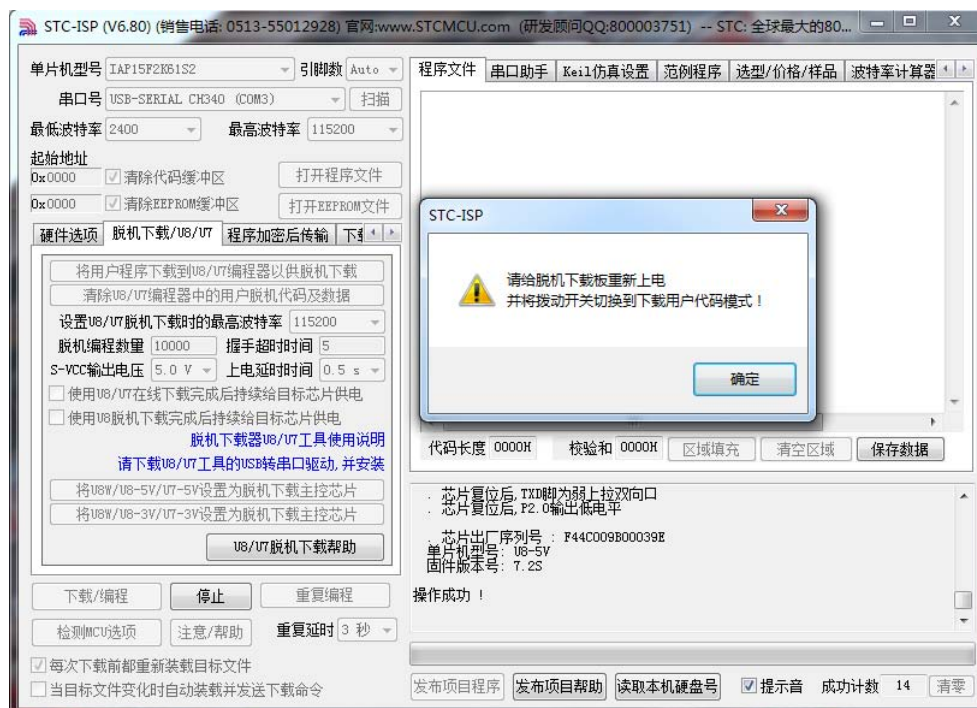 STC-ISP (V6.80) (销售电话: 0513-55012928) 官网:www.STCMCU.com (研发顾问QQ:800003751) -- STC: 全球最大的80...
单片机型号 IAP15F2K61S2 引脚数 Auto
串口号 USB-SERIAL CH340 (COM3) 扫描
最低波特率 2400 最高波特率 115200
起始地址
0x0000 清除代码缓冲区 打开程序文件
0x0000 清除EEPROM缓冲区 打开EEPROM文件
硬件选项 脱机下载/U8/U7 程序加密后传输
将用户程序下载到U8/U7编程器以供脱机下载
清除U8/U7编程器中的用户脱机代码及数据
设置U8/U7脱机下载时的最高波特率 115200
脱机编程数量 10000 握手超时时间 5
S-VCC输出电压 5.0 V 上电延时时间 0.5 s
使用U8/U7在线下载完成后持续给目标芯片供电
使用U8脱机下载完成后持续给目标芯片供电
脱机下载器U8/U7工具使用说明
请下载U8/U7工具的USB转串口驱动,并安装
将U8W/U8-5V/U7-5V设置为脱机下载主控芯片
将U8W/U8-3V/U7-3V设置为脱机下载主控芯片
U8/U7脱机下载帮助
下载/编程 停止 重复编程
检测MCU选项 注意/帮助 重复延时 3 秒
每次下载前都重新装载目标文件
当目标文件变化时自动装载并发送下载命令
程序文件 串口助手 Keil仿真设置 范例程序 选型/价格/样品 波特率计算器
STC-ISP
请给脱机下载板重新上电
并将拨动开关切换到下载用户代码模式！
确定
代码长度 0000H 校验和 0000H 区域填充 清空区域 保存数据
. 芯片复位后,TXD脚为弱上拉双向口
. 芯片复位后,P2.0输出低电平
. 芯片出厂序列号 : F44C009B00039E
单片机型号: U8-5V
固件版本号: 7.2S
操作成功 !
发布项目程序 发布项目帮助 读取本机硬盘号 提示音 成功计数 14 清零